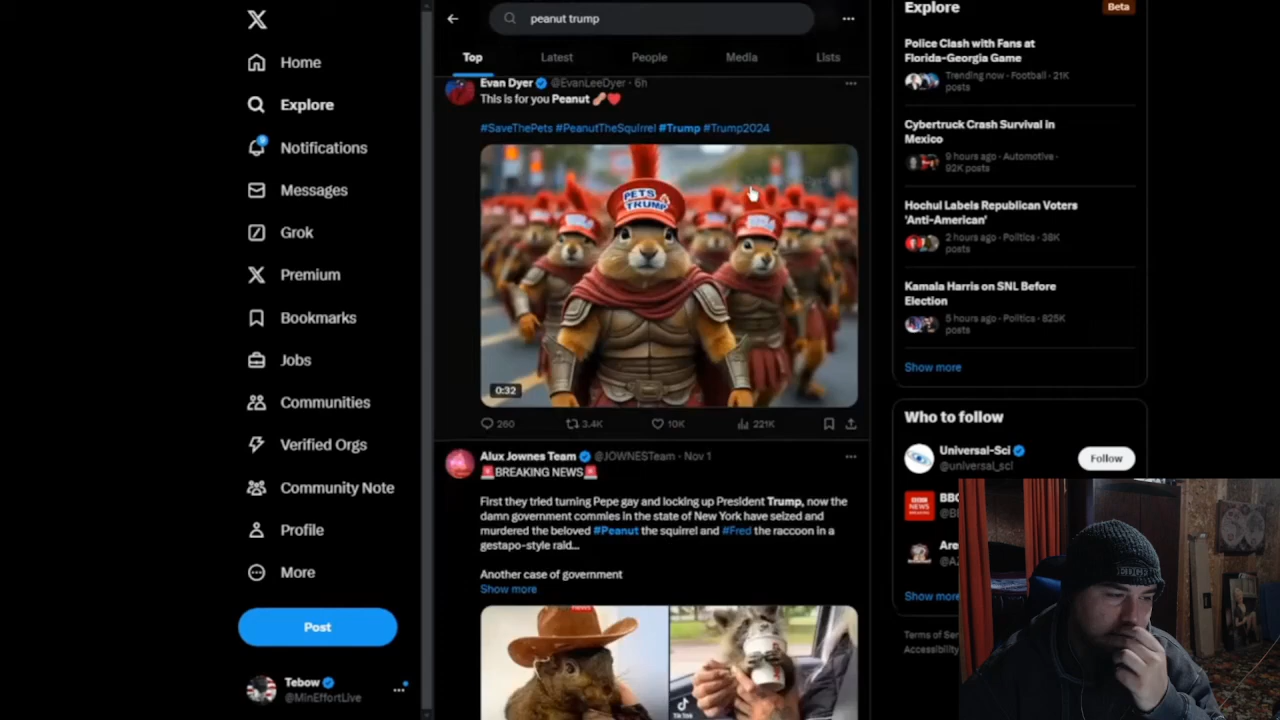 Home
Explore
Notifications
Messages
Grok
Premium
Bookmarks
Jobs
Communities
Verified Orgs
Community Note
Profile
More
Post
Tebow
@MinEffortLive
peanut trump
Top
Latest
People
Media
Lists
Evan Dyer @EvanLeeDyer · 6h
This is for you Peanut 🥜❤️
#SaveThePets #PeanutTheSquirrel #Trump #Trump2024
PETS
TRUMP
0:32
260
3.4K
10K
221K
Alux Jownes Team @JOWNESTeam · Nov 1
🚨BREAKING NEWS🚨
First they tried turning Pepe gay and locking up President Trump, now the
damn government commies in the state of New York have seized and
murdered the beloved #Peanut the squirrel and #Fred the raccoon in a
gestapo-style raid...
Another case of government
Show more
TikTok
Explore
Beta
Police Clash with Fans at
Florida-Georgia Game
Trending now · Football · 21K
posts
Cybertruck Crash Survival in
Mexico
9 hours ago · Automotive ·
92K posts
Hochul Labels Republican Voters
'Anti-American'
2 hours ago · Politics · 38K
posts
Kamala Harris on SNL Before
Election
5 hours ago · Politics · 825K
posts
Show more
Who to follow
Universal-Sci
@universal_sci
Follow
BBC
NEWS
BB
@B
Are
@A
Show more
Terms of Ser
Accessibility
EDGE